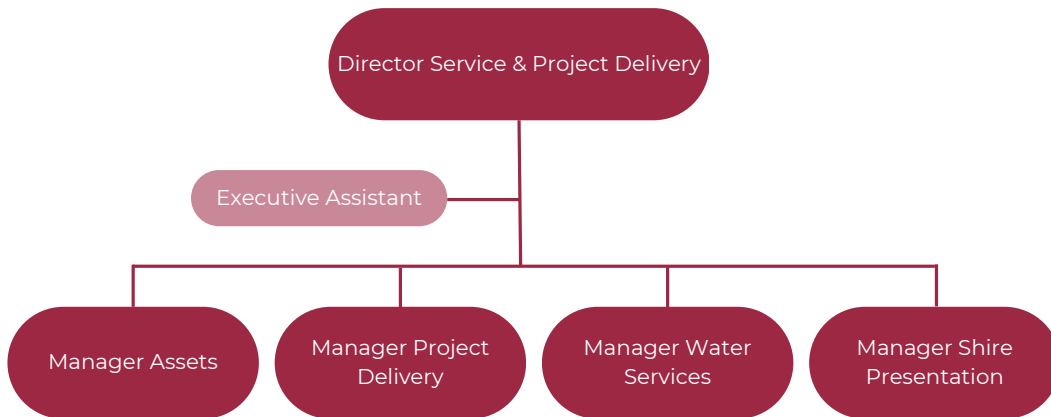 Director Service & Project Delivery
Executive Assistant
Manager Assets
Manager Project
Delivery
Manager Water
Services
Manager Shire
Presentation